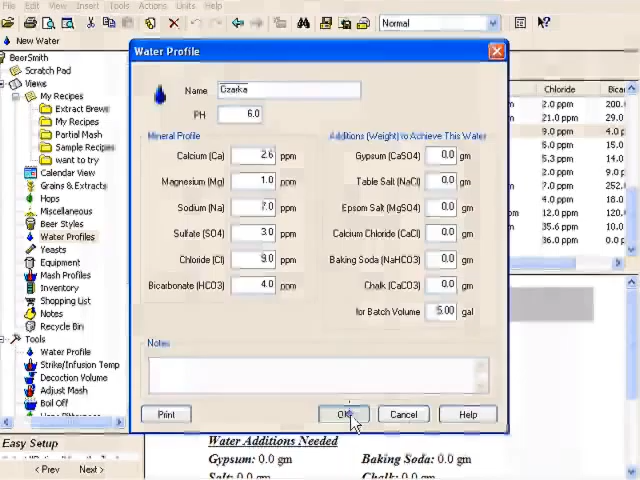 File Edit View Insert Tools Actions Units Help
Normal
New Water
BeerSmith
Scratch Pad
Views
My Recipes
Extract Brews
My Recipes
Partial Mash
Sample Recipes
want to try
Calendar View
Grains & Extracts
Hops
Miscellaneous
Beer Styles
Water Profiles
Yeasts
Equipment
Mash Profiles
Inventory
Shopping List
Notes
Recycle Bin
Tools
Water Profile
Strike/Infusion Temp
Decoction Volume
Adjust Mash
Boil Off
Easy Setup
<< Prev Next >>
Water Profile
Name Ozarka
PH 6.0
Mineral Profile
Calcium (Ca) 2.6 ppm
Magnesium (Mg) 1.0 ppm
Sodium (Na) 7.0 ppm
Sulfate (SO4) 3.0 ppm
Chloride (Cl) 9.0 ppm
Bicarbonate (HCO3) 4.0 ppm
Additions (Weight) to Achieve This Water
Gypsum (CaSO4) 0.0 gm
Table Salt (NaCl) 0.0 gm
Epsom Salt (MgSO4) 0.0 gm
Calcium Chloride (CaCl) 0.0 gm
Baking Soda (NaHCO3) 0.0 gm
Chalk (CaCO3) 0.0 gm
for Batch Volume 5.00 gal
Notes
Print OK Cancel Help
Chloride Bicar
2.0 ppm 200.
21.0 ppm 29.0
9.0 ppm 4.0 p
5.0 ppm 15.
5.3 ppm 14.
2.0 ppm 9.0
7.0 ppm 252
4.0 ppm 18.0
12.0 ppm 120.
35.6 ppm 10.0
36.0 ppm 0.0 p
Water Additions Needed
Gypsum: 0.0 gm Baking Soda: 0.0 gm
Salt: 0.0 gm Chalk: 0.0 gm